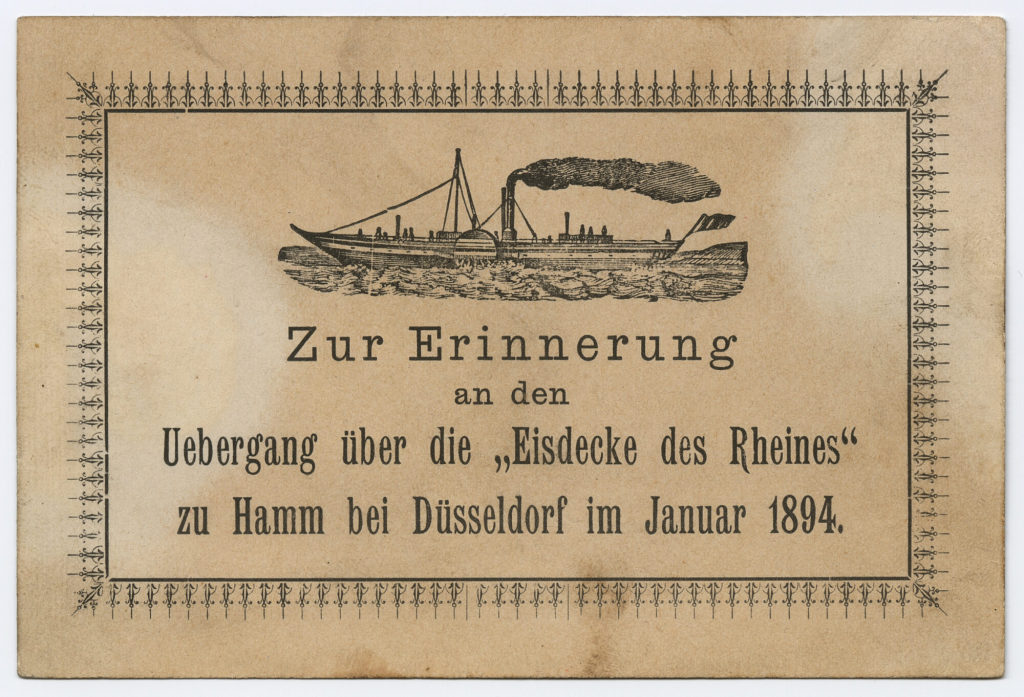 Zur Erinnerung
an den
Uebergang über die „Eisdecke des Rheines“
zu Hamm bei Düsseldorf im Januar 1894.